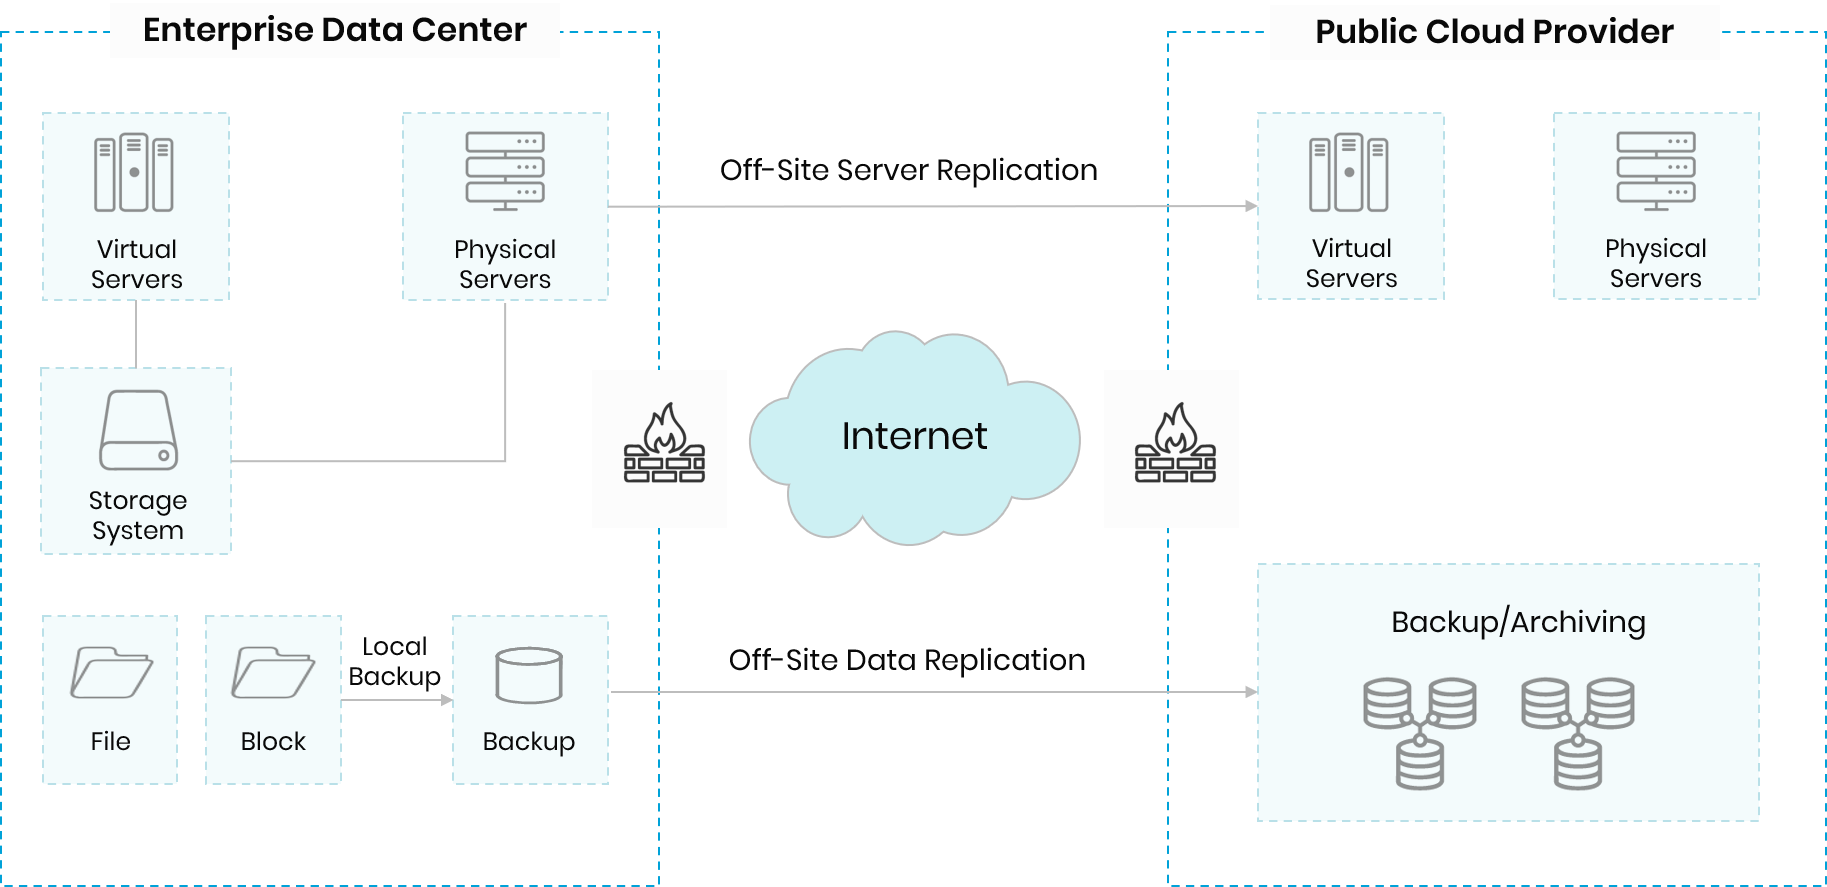 Enterprise Data Center
Public Cloud Provider
Virtual
Servers
Physical
Servers
Off-Site Server Replication
Virtual
Servers
Physical
Servers
Storage
System
Internet
File
Block
Local
Backup
Backup
Off-Site Data Replication
Backup/Archiving